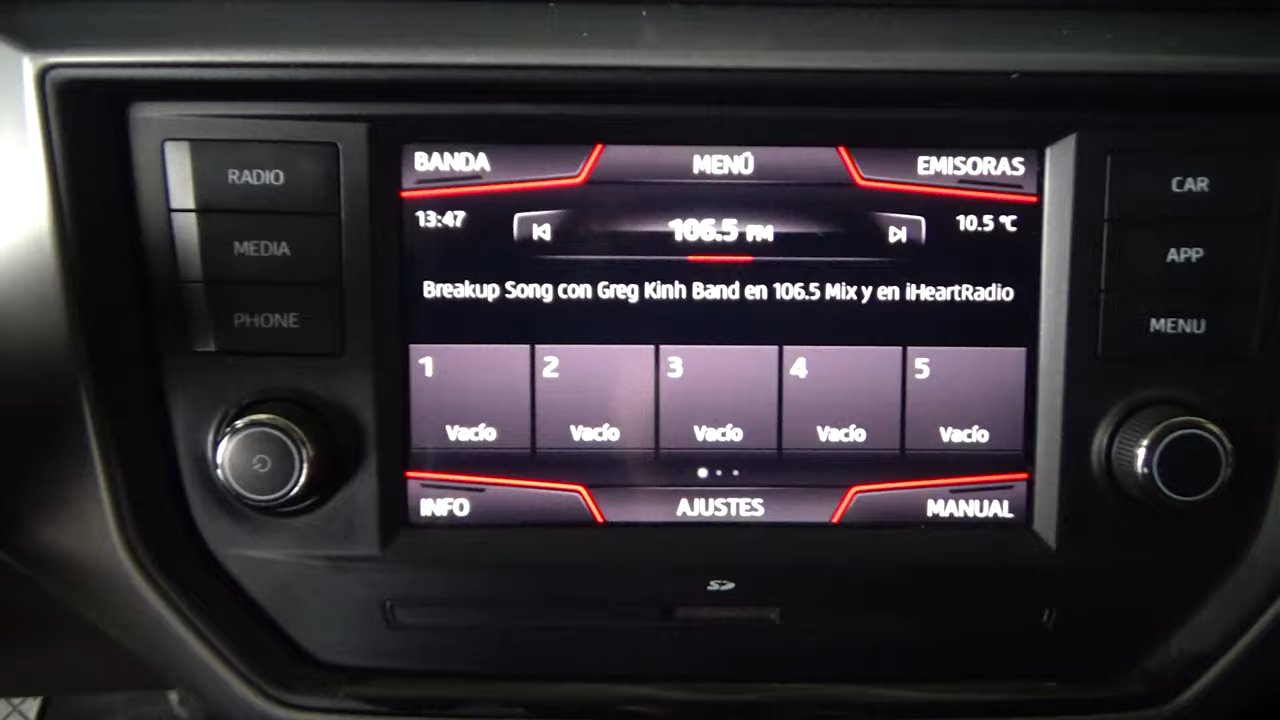 RADIO
MEDIA
PHONE
BANDA MENÚ EMISORAS
13:47 106.5 FM 10.5 °C
Breakup Song con Greg Kinh Band en 106.5 Mix y en iHeartRadio
1 2 3 4 5
Vacío Vacío Vacío Vacío Vacío
INFO AJUSTES MANUAL
CAR
APP
MENU
SD